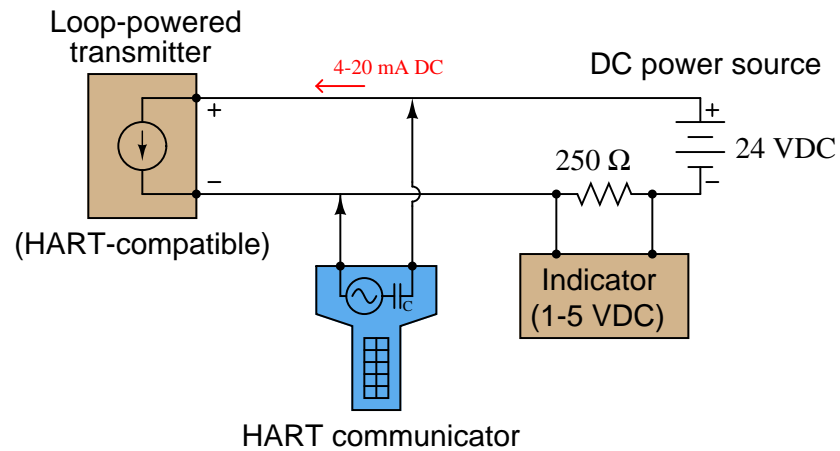 Loop-powered
transmitter
4-20 mA DC
DC power source
+
+
24 VDC
250 Ω
−
−
(HART-compatible)
C
Indicator
(1-5 VDC)
HART communicator